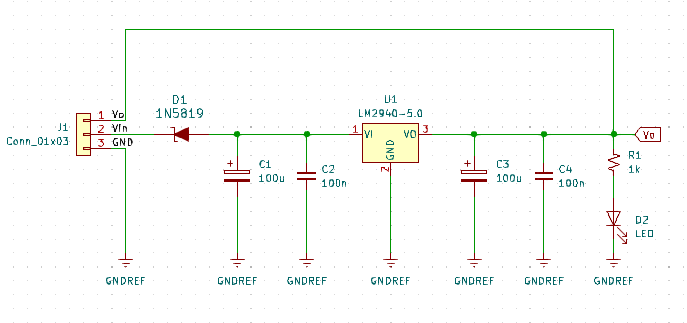 D1
1N5819
U1
LM2940-5.0
J1
Conn_01x03
1 Vo
2 Vin
3 GND
1 VI VO 3
GND
2
+ C1
100u
C2
100n
+ C3
100u
C4
100n
Vo
R1
1k
D2
LED
GNDREF GNDREF GNDREF GNDREF GNDREF GNDREF GNDREF